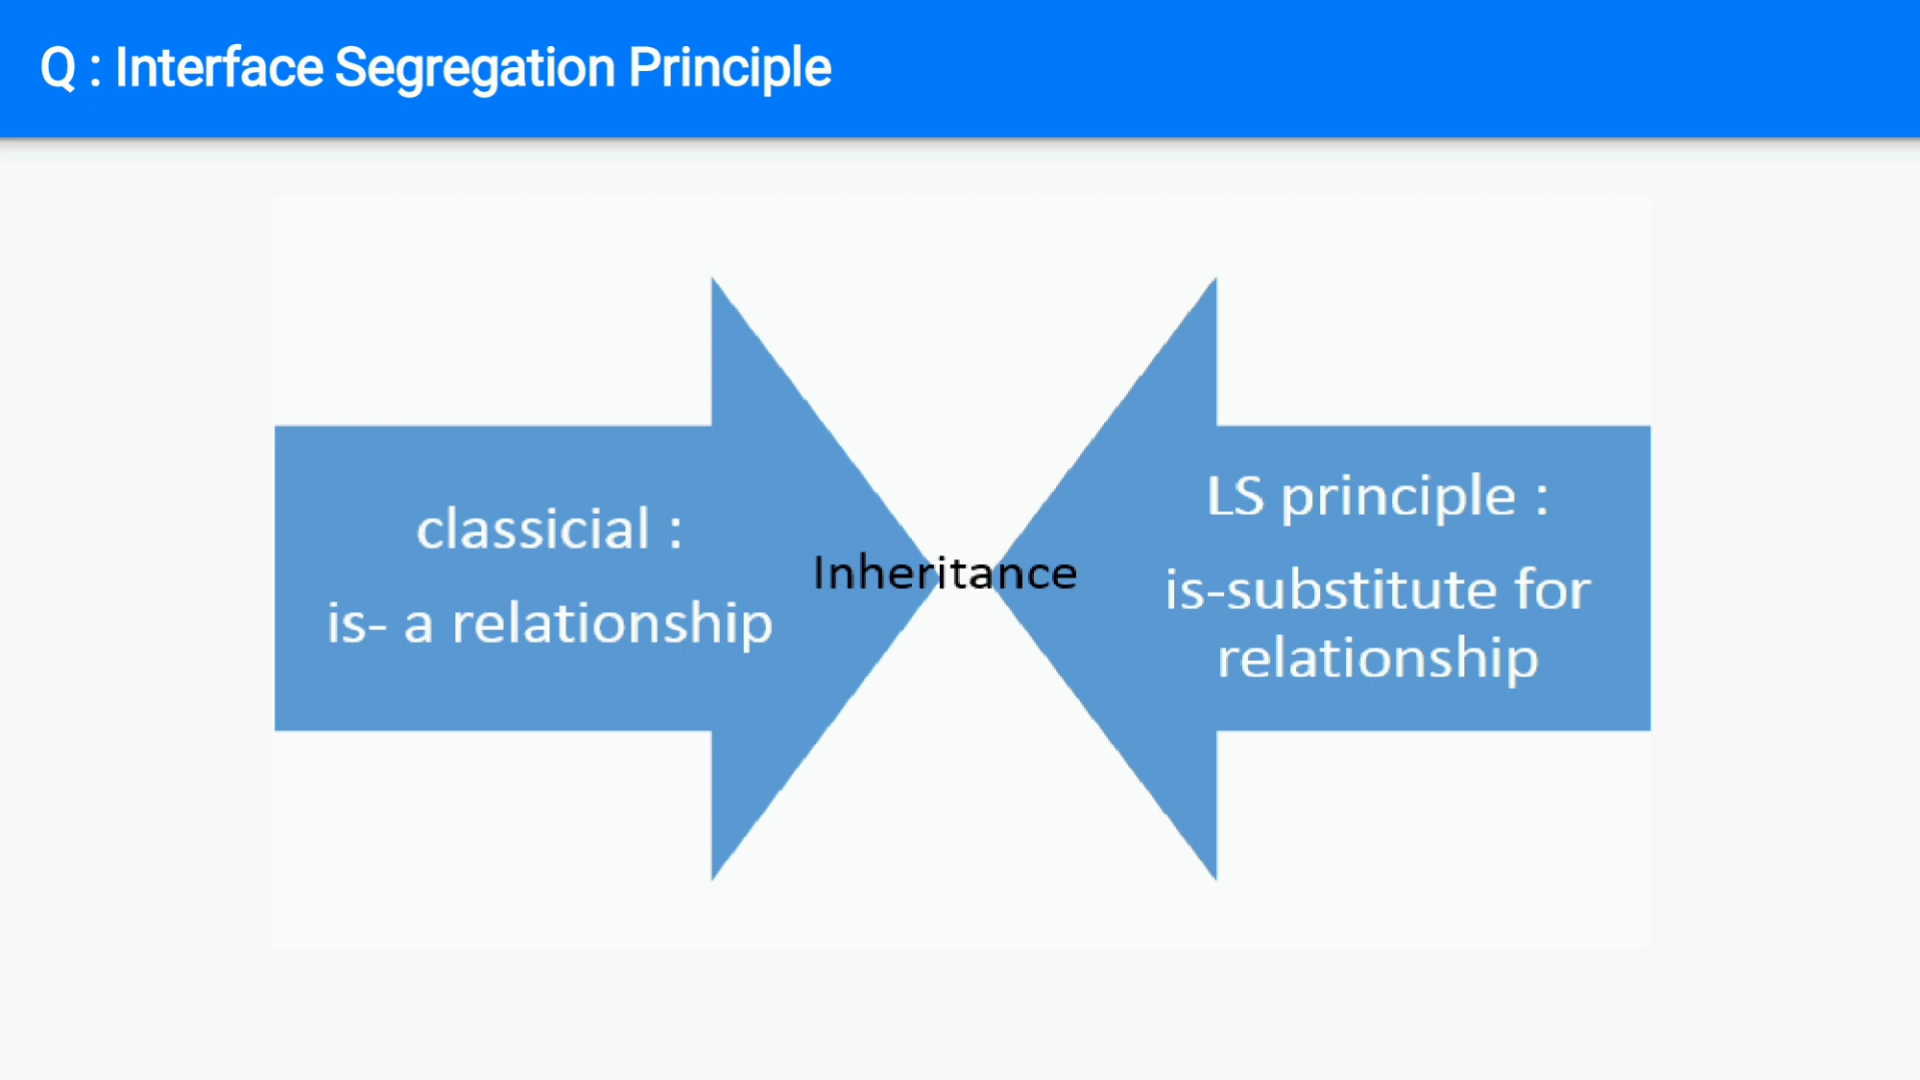 Q : Interface Segregation Principle
classicial :
is- a relationship
Inheritance
LS principle :
is-substitute for
relationship